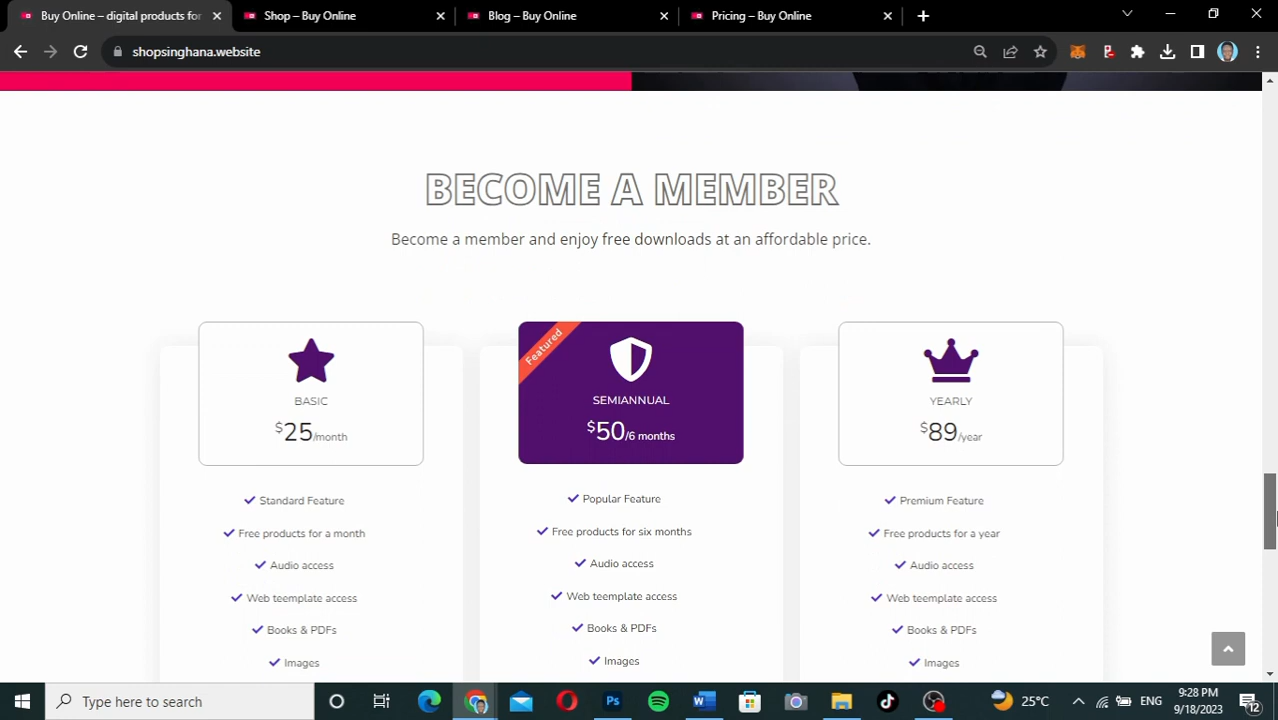 Buy Online – digital products for
Shop – Buy Online
Blog – Buy Online
Pricing – Buy Online
shopsinghana.website
BECOME A MEMBER
Become a member and enjoy free downloads at an affordable price.
BASIC
$25/month
Standard Feature
Free products for a month
Audio access
Web teemplate access
Books & PDFs
Images
Featured
SEMIANNUAL
$50/6 months
Popular Feature
Free products for six months
Audio access
Web teemplate access
Books & PDFs
Images
YEARLY
$89/year
Premium Feature
Free products for a year
Audio access
Web teemplate access
Books & PDFs
Images
Type here to search
Ps
W
25°C
ENG
9:28 PM
9/18/2023
12